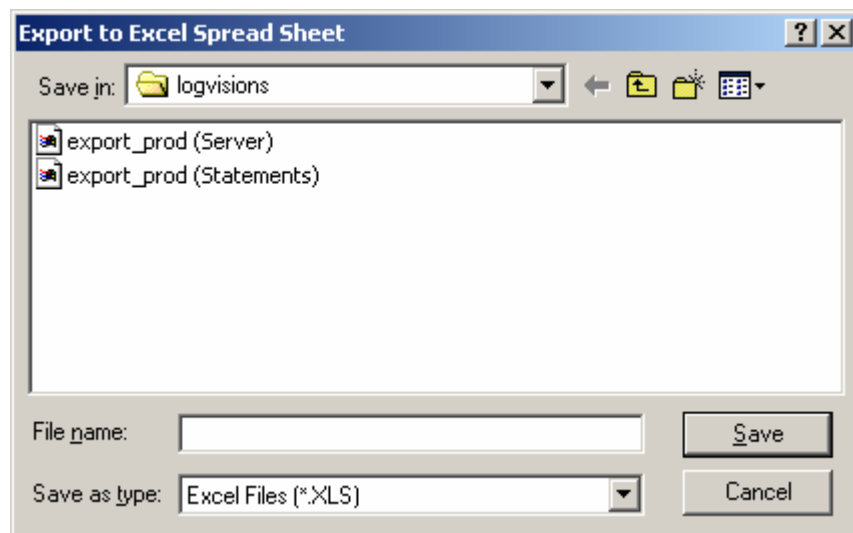 Export to Excel Spread Sheet
Save in: logvisions
export_prod (Server)
export_prod (Statements)
File name: Save
Save as type: Excel Files (*.XLS) Cancel